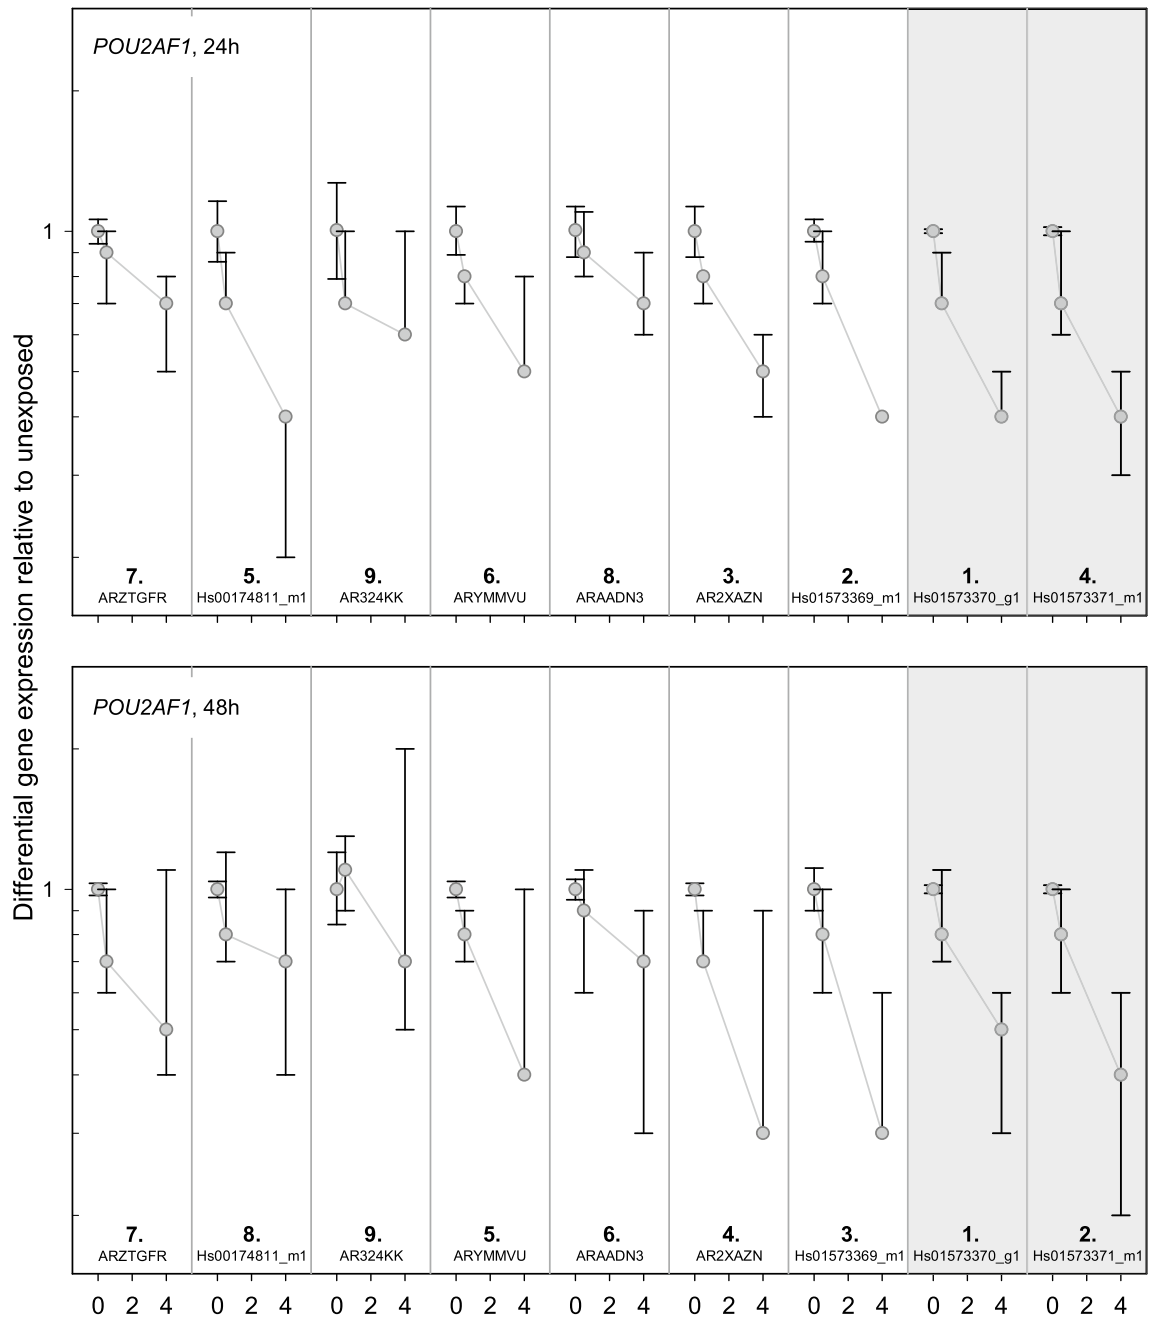 POU2AF1, 24h
1
7. 5. 9. 6. 8. 3. 2. 1. 4.
ARZTGFR Hs00174811_m1 AR324KK ARYMMVU ARAADN3 AR2XAZN Hs01573369_m1 Hs01573370_g1 Hs01573371_m1
Differential gene expression relative to unexposed
POU2AF1, 48h
1
7. 8. 9. 5. 6. 4. 3. 1. 2.
ARZTGFR Hs00174811_m1 AR324KK ARYMMVU ARAADN3 AR2XAZN Hs01573369_m1 Hs01573370_g1 Hs01573371_m1
0 2 4 0 2 4 0 2 4 0 2 4 0 2 4 0 2 4 0 2 4 0 2 4 0 2 4